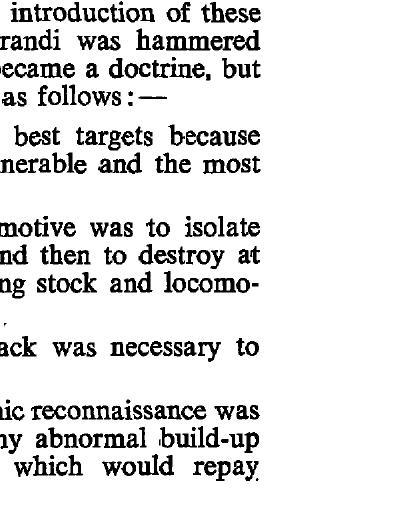 introduction of these
randi was hammered
ecame a doctrine, but
as follows:—
best targets because
nerable and the most
motive was to isolate
nd then to destroy at
ng stock and locomo-
ack was necessary to
ic reconnaissance was
ny abnormal build-up
which would repay